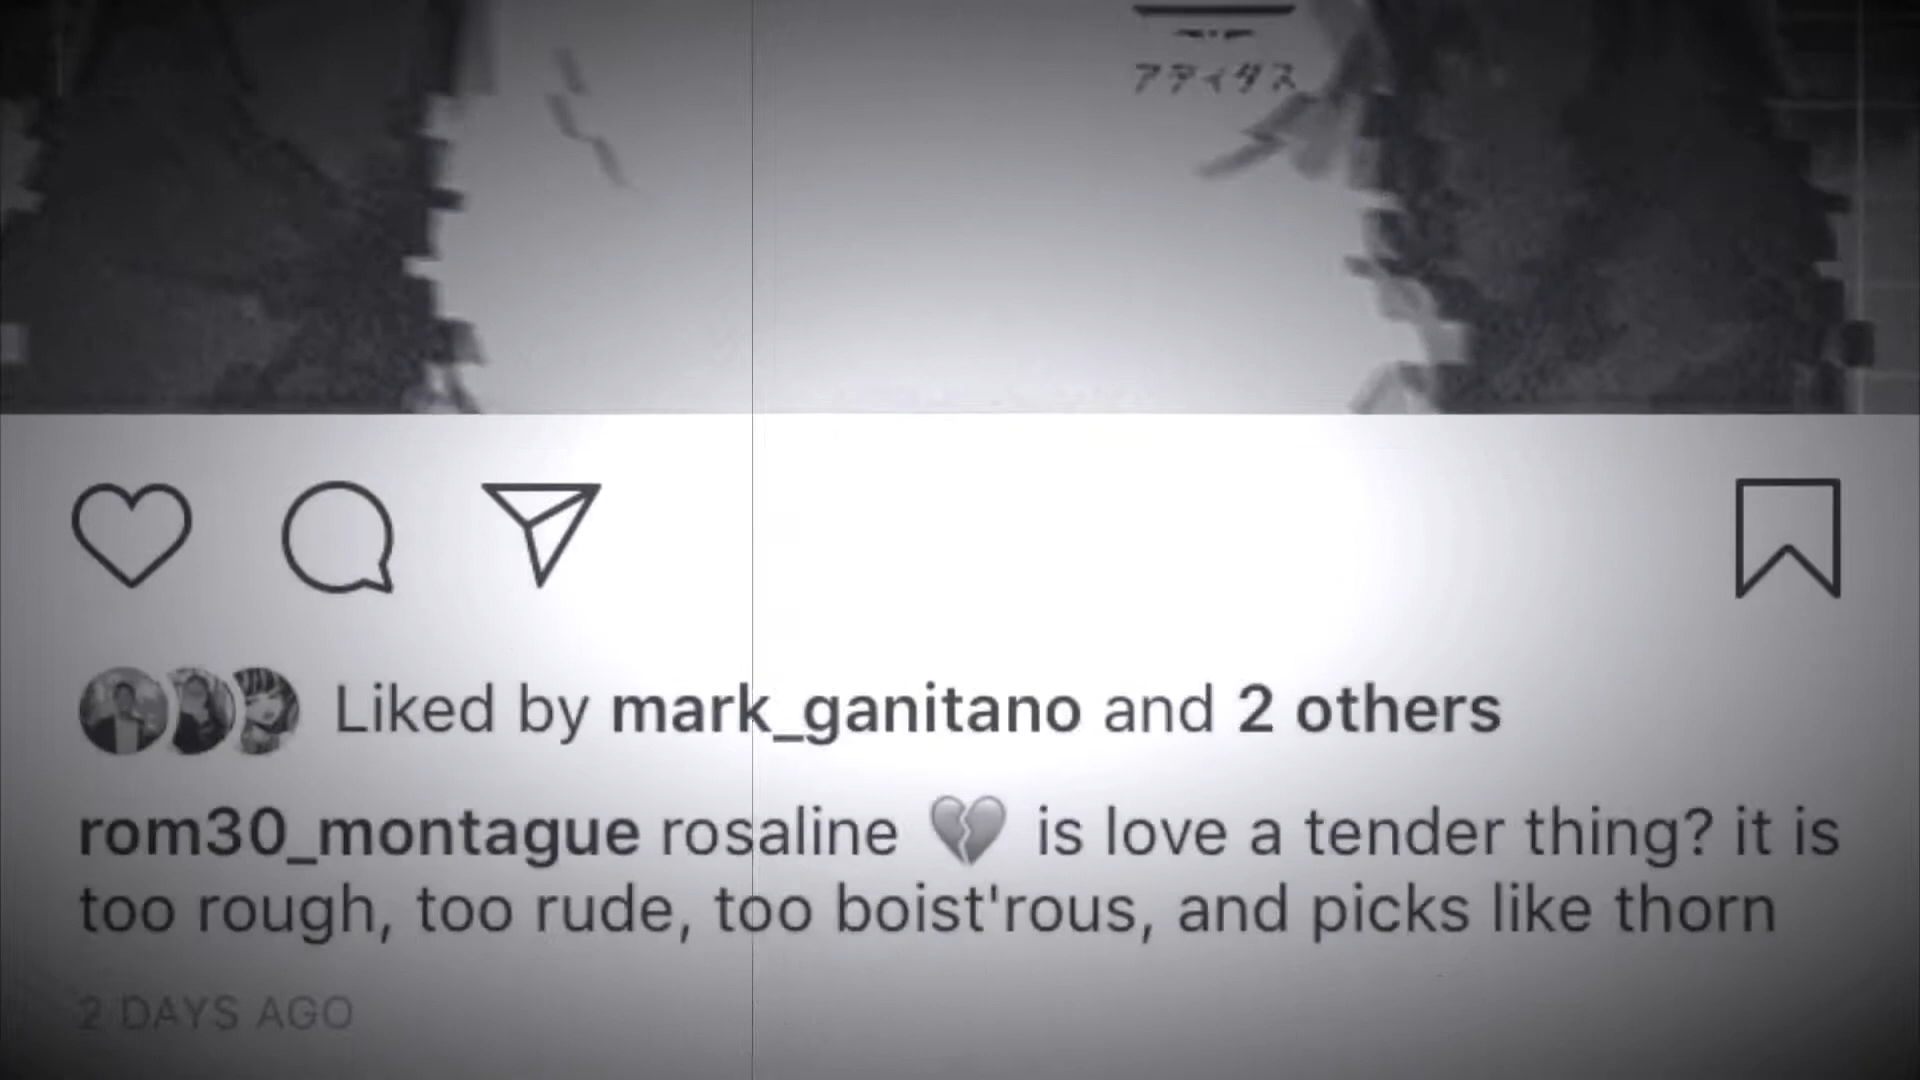 アディダス
Liked by mark_ganitano and 2 others
rom30_montague rosaline 💔 is love a tender thing? it is
too rough, too rude, too boist'rous, and picks like thorn
2 DAYS AGO